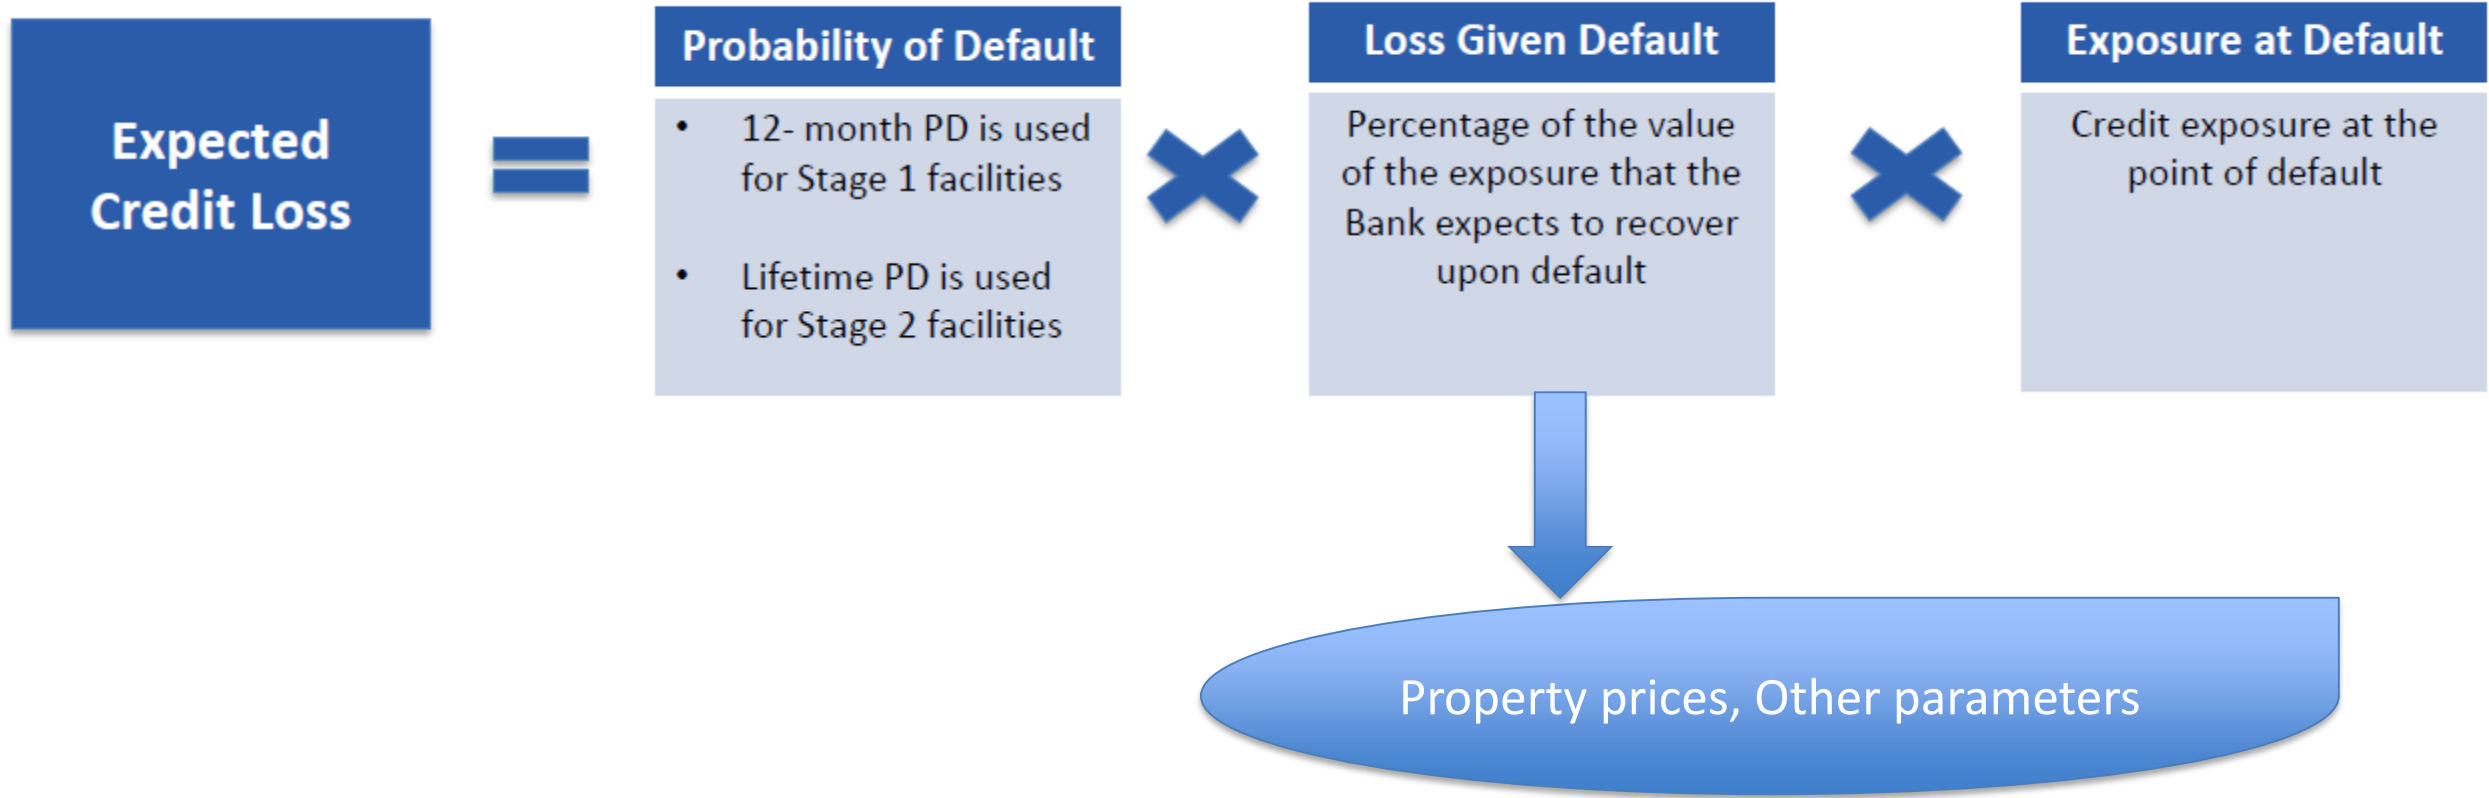 Expected
Credit Loss
Probability of Default
• 12- month PD is used
for Stage 1 facilities
• Lifetime PD is used
for Stage 2 facilities
Loss Given Default
Percentage of the value
of the exposure that the
Bank expects to recover
upon default
Exposure at Default
Credit exposure at the
point of default
Property prices, Other parameters